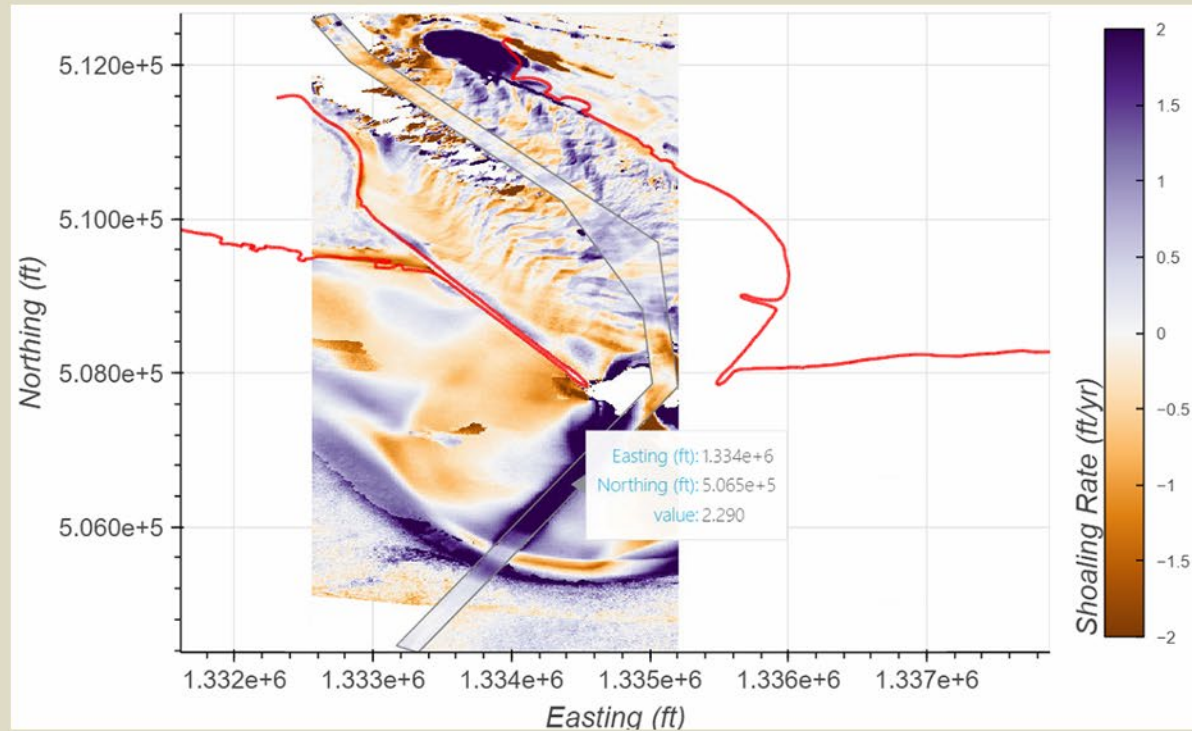 5.120e+5
5.100e+5
5.080e+5
5.060e+5
Northing (ft)
1.332e+6
1.333e+6
1.334e+6
1.335e+6
1.336e+6
1.337e+6
Easting (ft)
Easting (ft): 1.334e+6
Northing (ft): 5.065e+5
value: 2.290
2
1.5
1
0.5
0
−0.5
−1
−1.5
−2
Shoaling Rate (ft/yr)